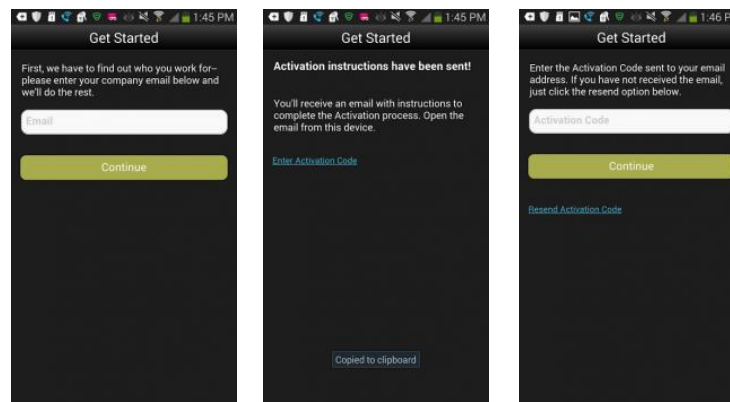 1:45 PM
Get Started
First, we have to find out who you work for–
please enter your company email below and
we'll do the rest.
Email
Continue
1:45 PM
Get Started
Activation instructions have been sent!
You'll receive an email with instructions to
complete the Activation process. Open the
email from this device.
Enter Activation Code
Copied to clipboard
1:46 P
Get Started
Enter the Activation Code sent to your email
address. If you have not received the email,
just click the resend option below.
Activation Code
Continue
Resend Activation Code